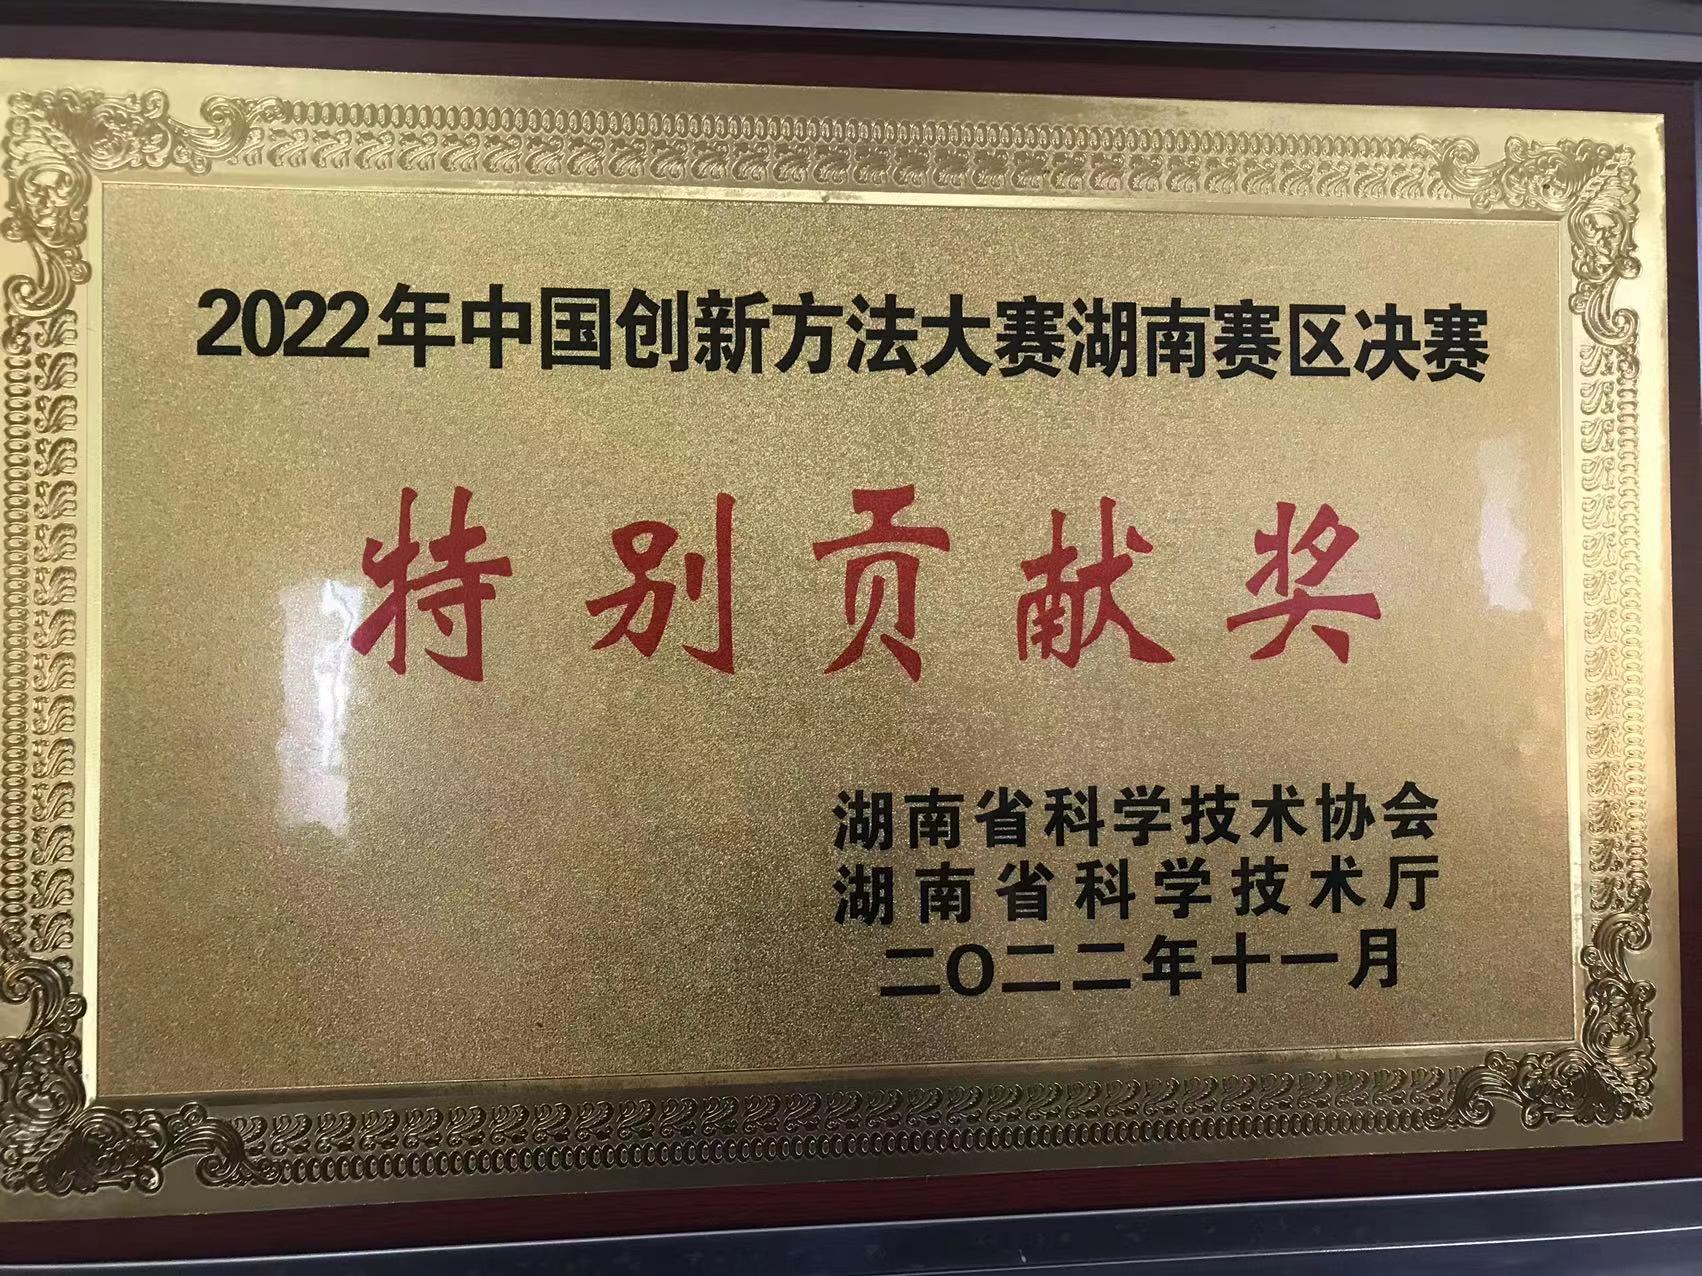 2022年中国创新方法大赛湖南赛区决赛
特别贡献奖
湖南省科学技术协会
湖南省科学技术厅
二〇二二年十一月